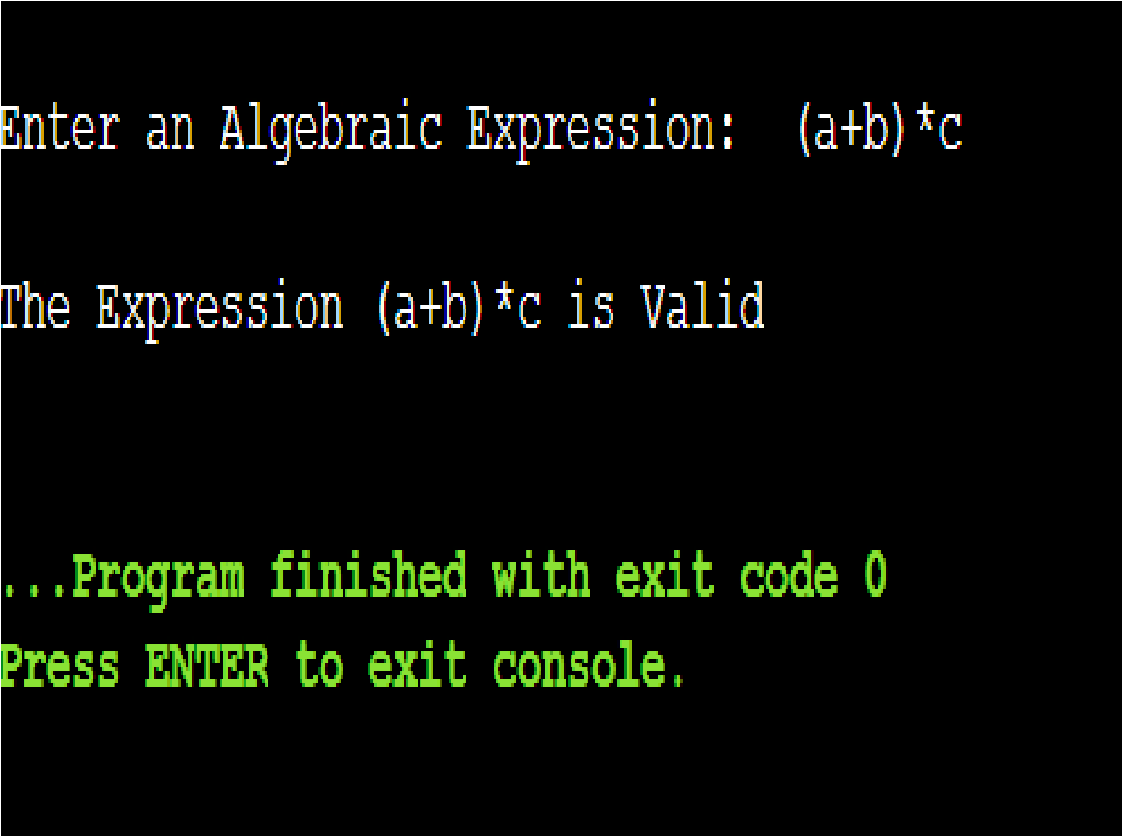 Enter an Algebraic Expression:  (a+b)*c
The Expression (a+b)*c is Valid
...Program finished with exit code 0
Press ENTER to exit console.